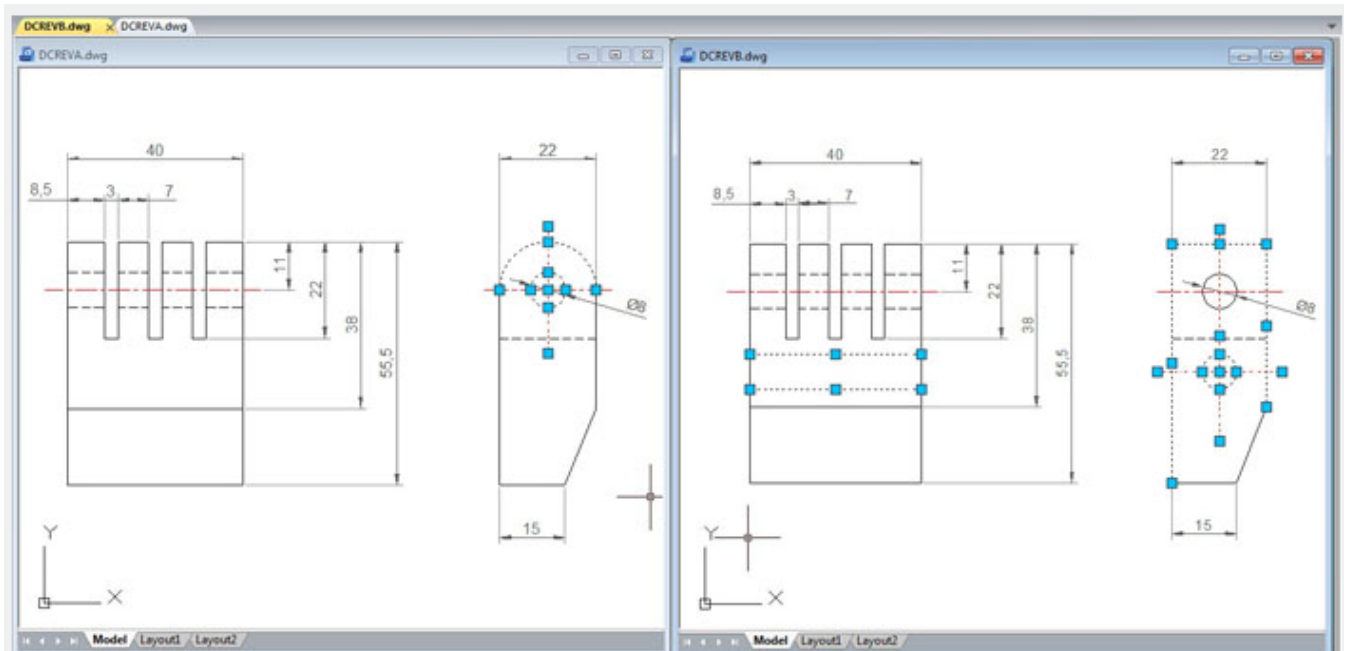 DCREVB.dwg DCREVA.dwg
DCREVA.dwg
40
22
8,5 3 7
11
22
38
55,5
Ø8
15
Y
X
Model Layout1 Layout2
DCREVB.dwg
40
22
8,5 3 7
11
22
38
55,5
Ø8
15
Y
X
Model Layout1 Layout2